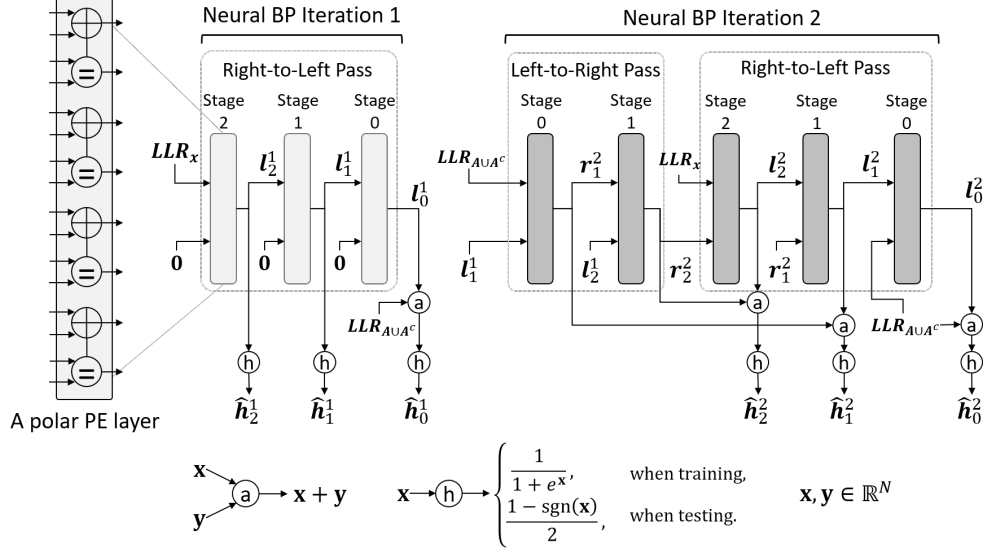 Neural BP Iteration 1
Neural BP Iteration 2
Right-to-Left Pass
Left-to-Right Pass
Right-to-Left Pass
Stage 2
Stage 1
Stage 0
Stage 0
Stage 1
Stage 2
Stage 1
Stage 0
+
=
+
=
+
=
+
=
LLR_x
l_2^1
l_1^1
l_0^1
0
0
0
LLR_{A∪A^c}
a
h
h
h
ĥ_2^1
ĥ_1^1
ĥ_0^1
LLR_{A∪A^c}
r_1^2
LLR_x
l_2^2
l_1^2
l_0^2
l_1^1
l_2^1
r_2^2
r_1^2
a
a
LLR_{A∪A^c}
a
h
h
h
ĥ_2^2
ĥ_1^2
ĥ_0^2
A polar PE layer
x
y
a
x + y
x
h
1 / (1 + e^x), when training,
(1 − sgn(x)) / 2, when testing.
x, y ∈ ℝ^N